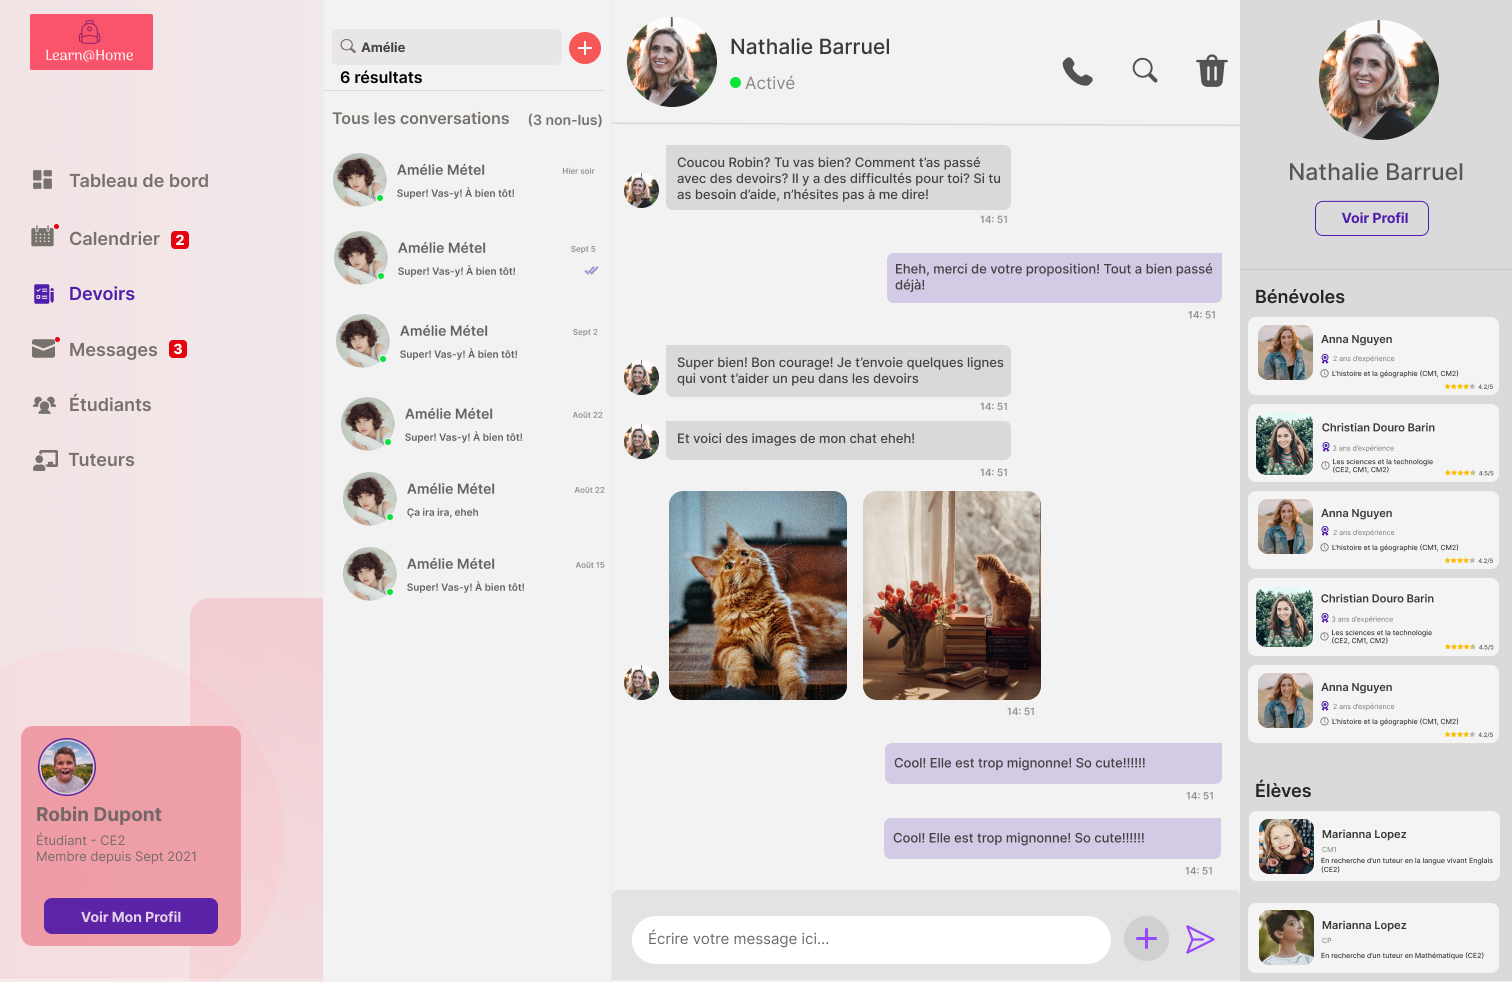 Learn@Home
Tableau de bord
Calendrier 2
Devoirs
Messages 3
Étudiants
Tuteurs
Robin Dupont
Étudiant - CE2
Membre depuis Sept 2021
Voir Mon Profil
Amélie
6 résultats
Tous les conversations (3 non-lus)
Amélie Métel Hier soir
Super! Vas-y! À bien tôt!
Amélie Métel Sept 5
Super! Vas-y! À bien tôt!
Amélie Métel Sept 2
Super! Vas-y! À bien tôt!
Amélie Métel Août 22
Super! Vas-y! À bien tôt!
Amélie Métel Août 22
Ça ira ira, eheh
Amélie Métel Août 15
Super! Vas-y! À bien tôt!
Nathalie Barruel
Activé
Coucou Robin? Tu vas bien? Comment t'as passé
avec des devoirs? Il y a des difficultés pour toi? Si tu
as besoin d'aide, n'hésites pas à me dire!
14: 51
Eheh, merci de votre proposition! Tout a bien passé
déjà!
14: 51
Super bien! Bon courage! Je t'envoie quelques lignes
qui vont t'aider un peu dans les devoirs
14: 51
Et voici des images de mon chat eheh!
14: 51
14: 51
Cool! Elle est trop mignonne! So cute!!!!!!
14: 51
Cool! Elle est trop mignonne! So cute!!!!!!
14: 51
Écrire votre message ici...
Nathalie Barruel
Voir Profil
Bénévoles
Anna Nguyen
2 ans d'expérience
L'histoire et la géographie (CM1, CM2)
4.2/5
Christian Douro Barin
3 ans d'expérience
Les sciences et la technologie
(CE2, CM1, CM2)
4.5/5
Anna Nguyen
2 ans d'expérience
L'histoire et la géographie (CM1, CM2)
4.2/5
Christian Douro Barin
3 ans d'expérience
Les sciences et la technologie
(CE2, CM1, CM2)
4.5/5
Anna Nguyen
2 ans d'expérience
L'histoire et la géographie (CM1, CM2)
4.2/5
Élèves
Marianna Lopez
CM1
En recherche d'un tuteur en la langue vivant Englais
(CE2)
Marianna Lopez
CP
En recherche d'un tuteur en Mathématique (CE2)